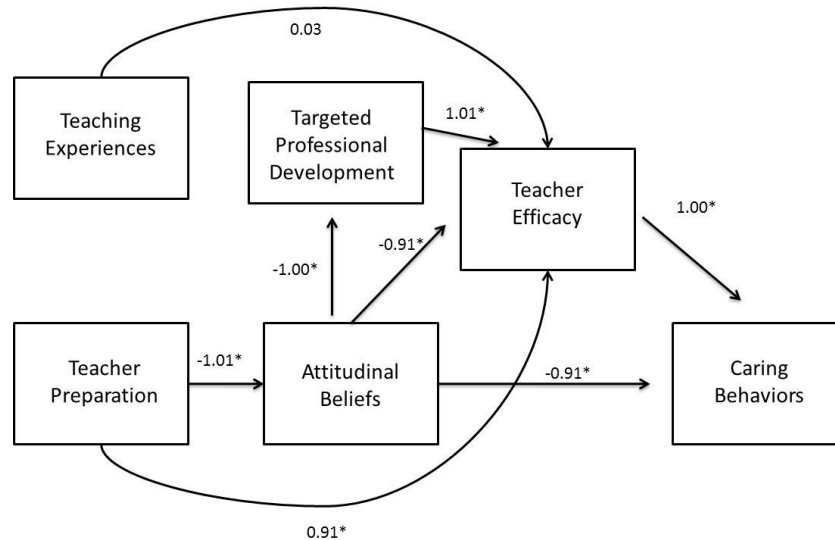 0.03
Teaching
Experiences
Targeted
Professional
Development
1.01*
Teacher
Efficacy
1.00*
-0.91*
-1.00*
Teacher
Preparation
-1.01*
Attitudinal
Beliefs
-0.91*
Caring
Behaviors
0.91*